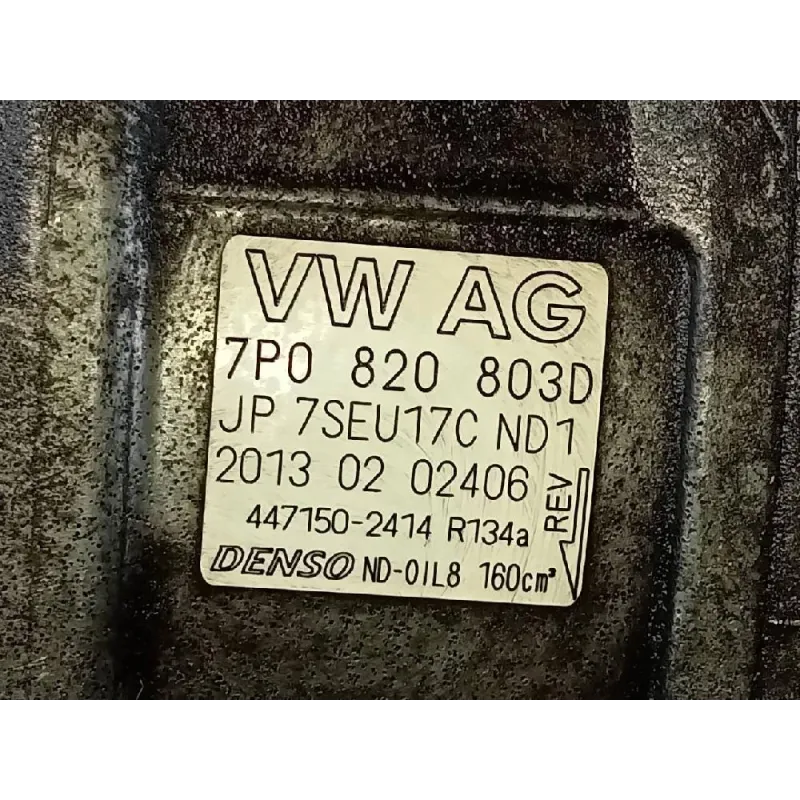 VW AG
7P0 820 803D
JP 7SEU17C ND1
2013 02 02406
447150-2414 R134a
REV
DENSO ND-OIL8 160cm³